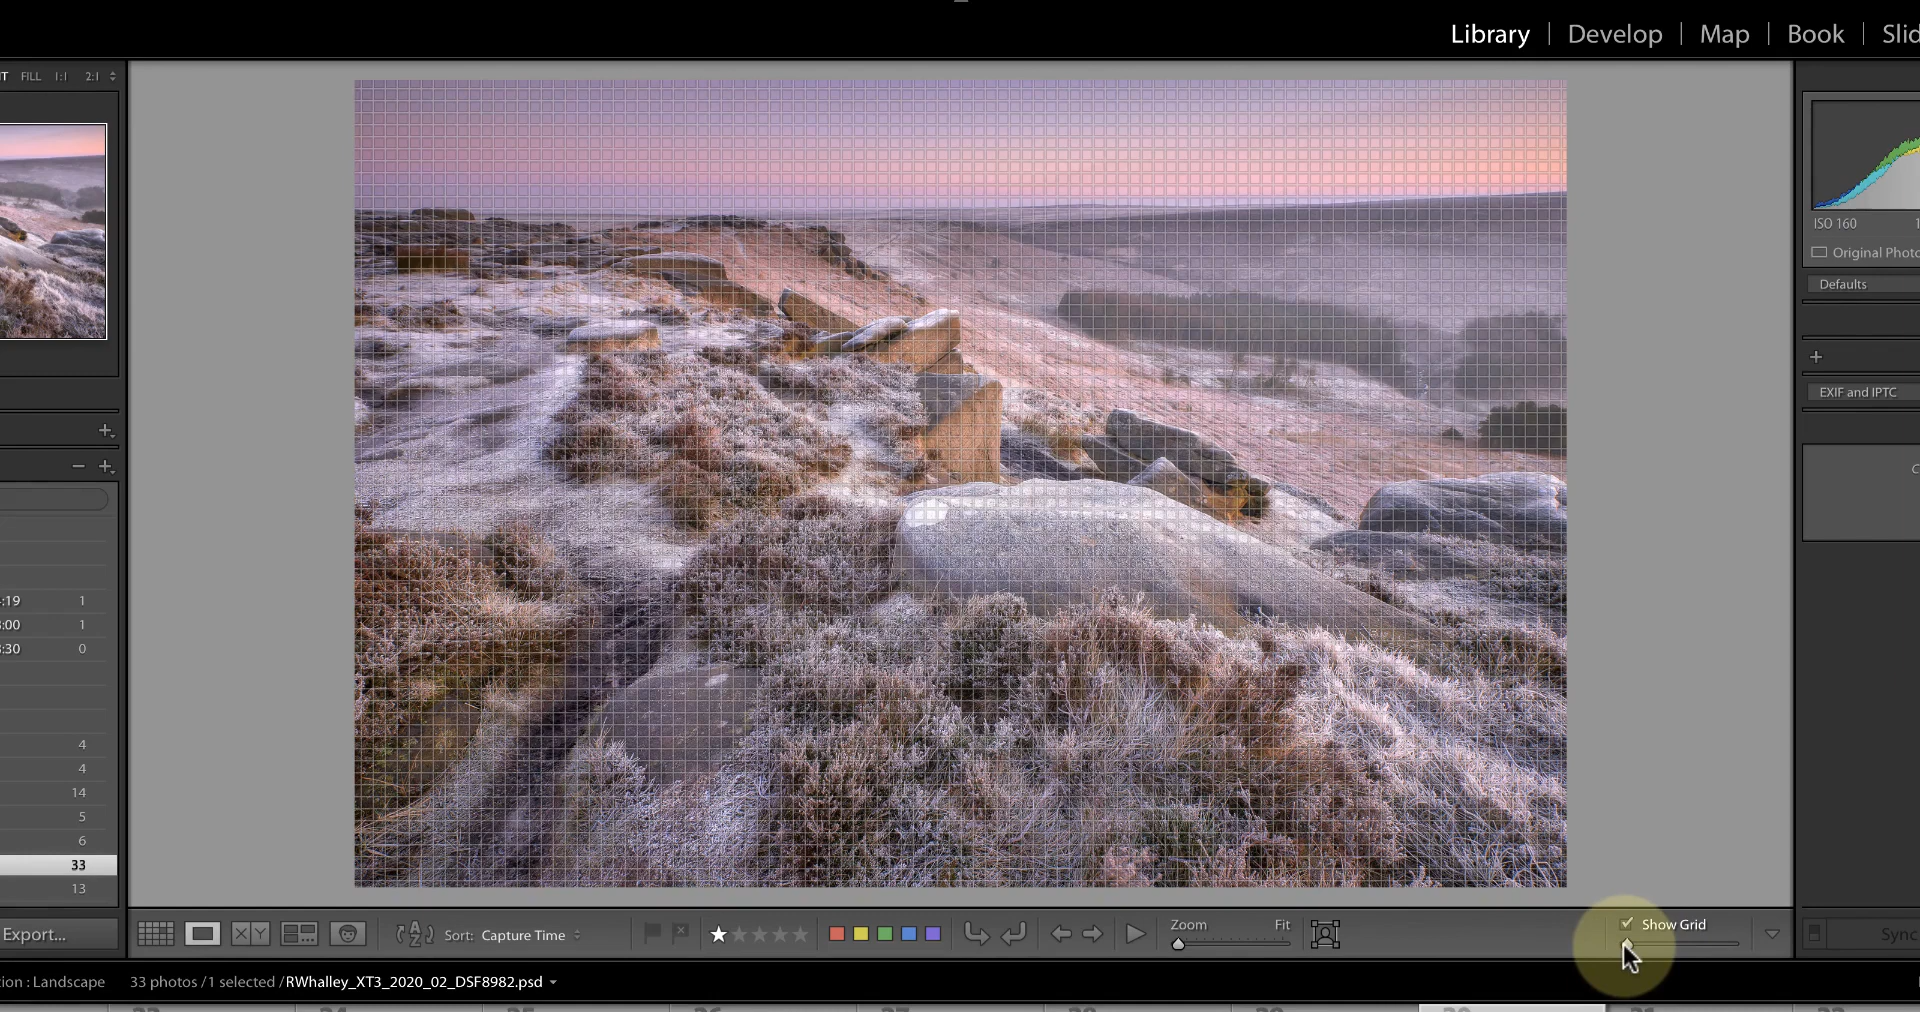 Library | Develop | Map | Book | Slid
FILL 1:1 2:1
ISO 160
Original Photo
Defaults
EXIF and IPTC
:19 1
:00 1
:30 0
4
4
14
5
6
33
13
Export...
Sort: Capture Time
Zoom Fit
Show Grid
Sync
ion : Landscape 33 photos / 1 selected / RWhalley_XT3_2020_02_DSF8982.psd